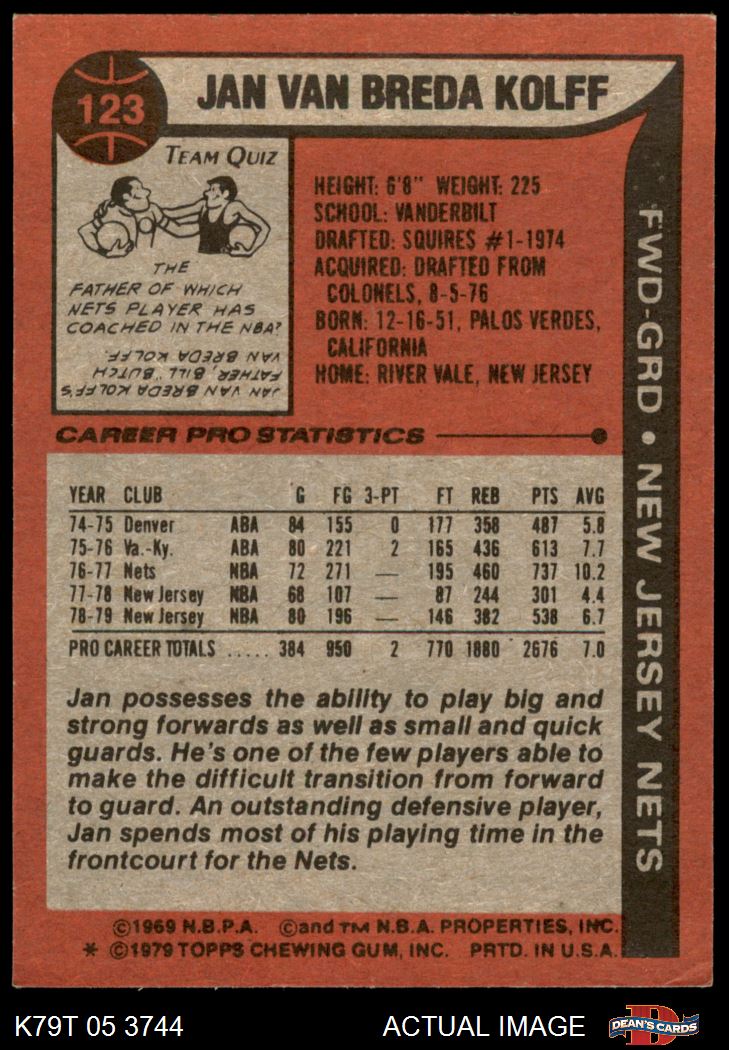 123
JAN VAN BREDA KOLFF
TEAM QUIZ
THE
FATHER OF WHICH
NETS PLAYER HAS
COACHED IN THE NBA?
JAN VAN BREDA KOLFF'S
FATHER, BILL "BUTCH"
VAN BREDA KOLFF.
HEIGHT: 6'8" WEIGHT: 225
SCHOOL: VANDERBILT
DRAFTED: SQUIRES #1-1974
ACQUIRED: DRAFTED FROM
COLONELS, 8-5-76
BORN: 12-16-51, PALOS VERDES,
CALIFORNIA
HOME: RIVER VALE, NEW JERSEY
FWD-GRD • NEW JERSEY NETS
CAREER PRO STATISTICS
YEAR CLUB G FG 3-PT FT REB PTS AVG
74-75 Denver ABA 84 155 0 177 358 487 5.8
75-76 Va.-Ky. ABA 80 221 2 165 436 613 7.7
76-77 Nets NBA 72 271 — 195 460 737 10.2
77-78 New Jersey NBA 68 107 — 87 244 301 4.4
78-79 New Jersey NBA 80 196 — 146 382 538 6.7
PRO CAREER TOTALS ..... 384 950 2 770 1880 2676 7.0
Jan possesses the ability to play big and
strong forwards as well as small and quick
guards. He's one of the few players able to
make the difficult transition from forward
to guard. An outstanding defensive player,
Jan spends most of his playing time in the
frontcourt for the Nets.
©1969 N.B.P.A. ©and TM N.B.A. PROPERTIES, INC.
* ©1979 TOPPS CHEWING GUM, INC. PRTD. IN U.S.A.
K79T 05 3744 ACTUAL IMAGE DEAN'S CARDS